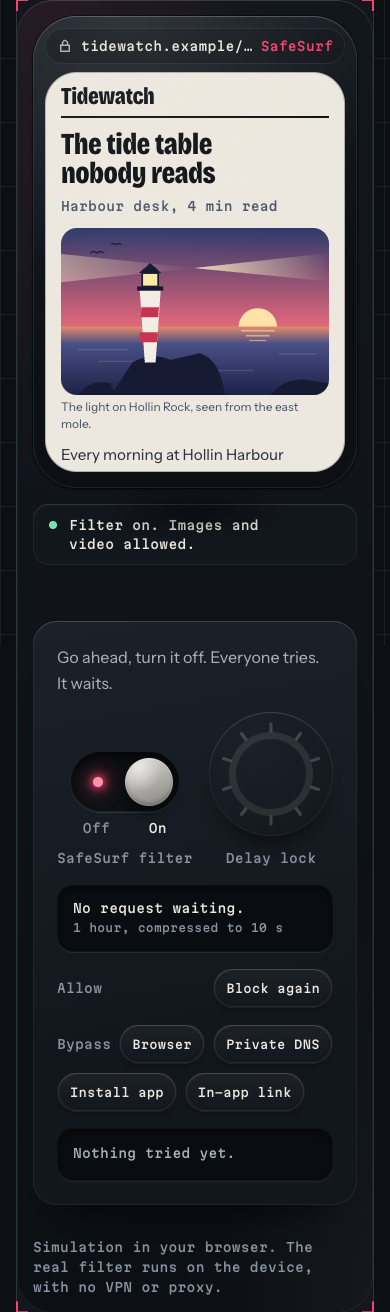 tidewatch.example/… SafeSurf
Tidewatch
The tide table
nobody reads
Harbour desk, 4 min read
The light on Hollin Rock, seen from the east
mole.
Every morning at Hollin Harbour
Filter on. Images and
video allowed.
Go ahead, turn it off. Everyone tries.
It waits.
Off On
SafeSurf filter Delay lock
No request waiting.
1 hour, compressed to 10 s
Allow Block again
Bypass Browser Private DNS
Install app In-app link
Nothing tried yet.
Simulation in your browser. The
real filter runs on the device,
with no VPN or proxy.